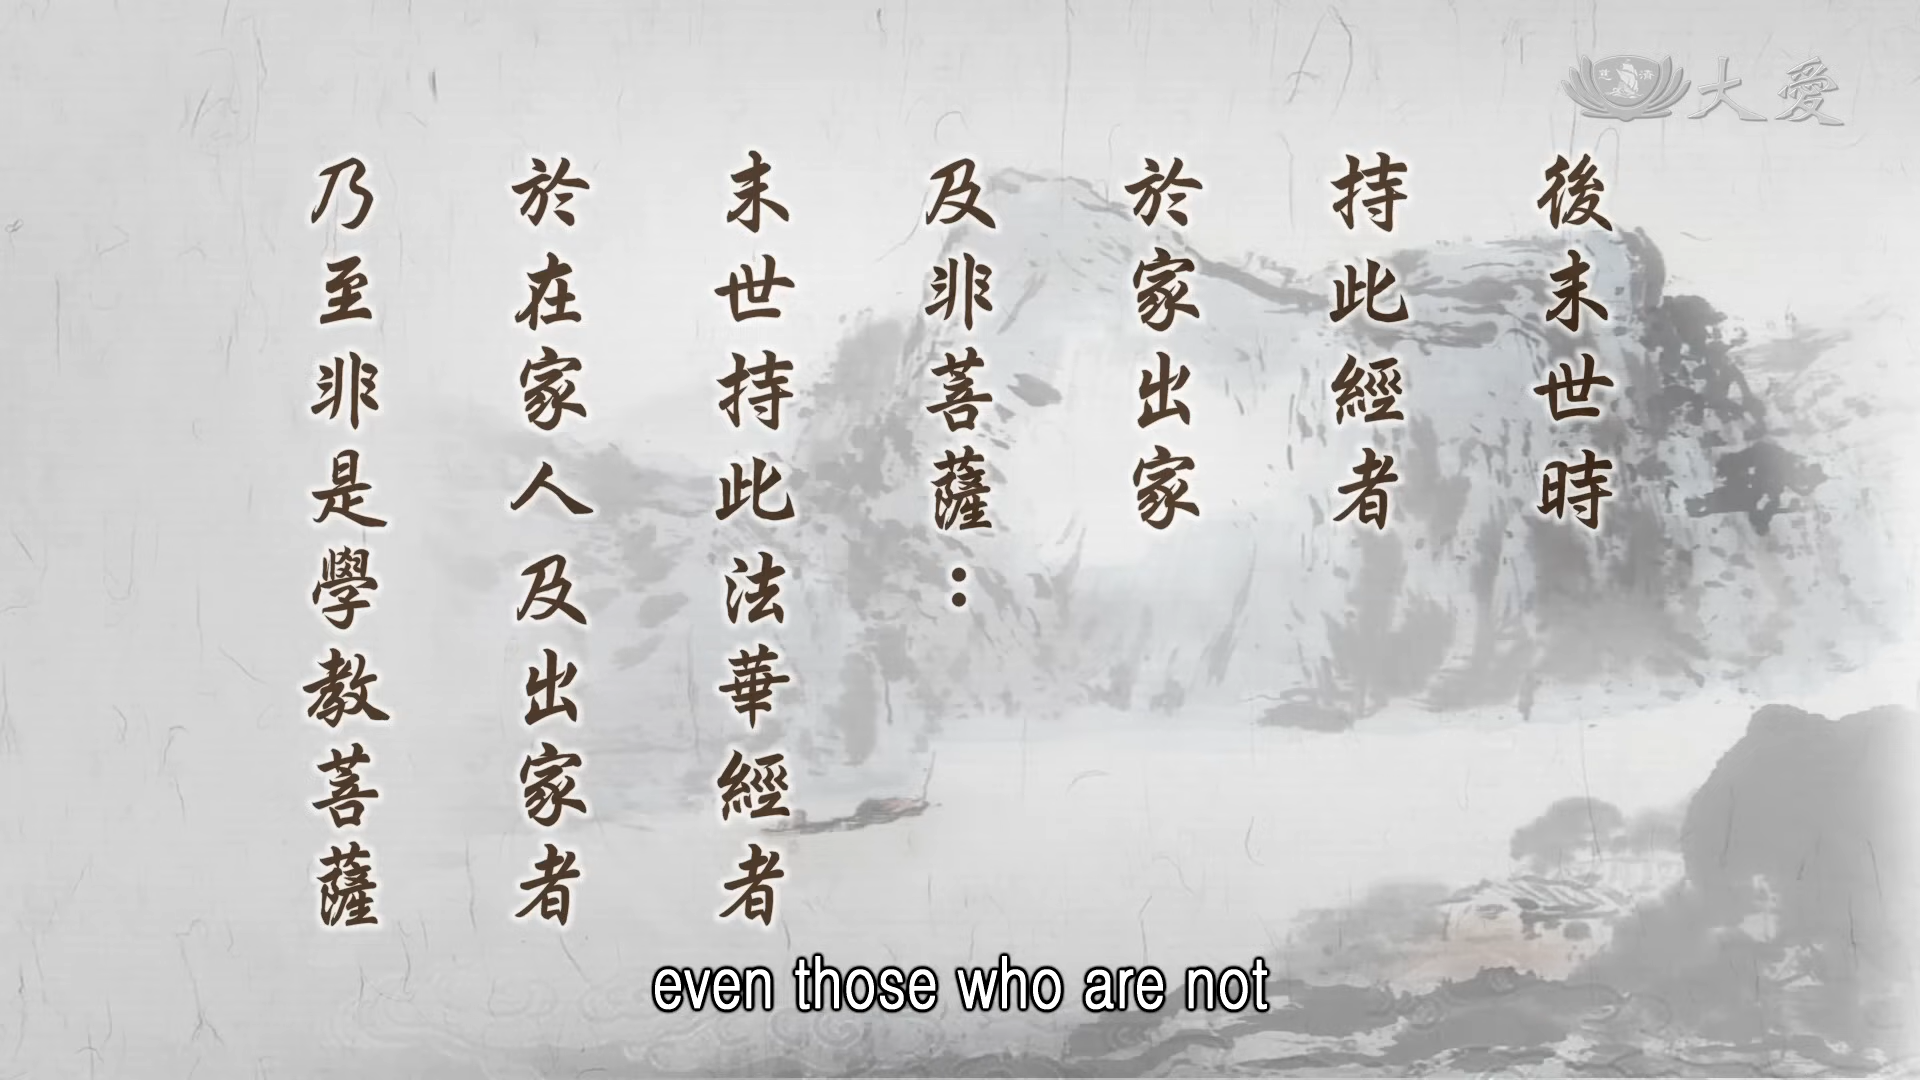 大愛
慈濟
後末世時
持此經者
於家出家
及非菩薩：
末世持此法華經者
於在家人及出家者
乃至非是學教菩薩
even those who are not